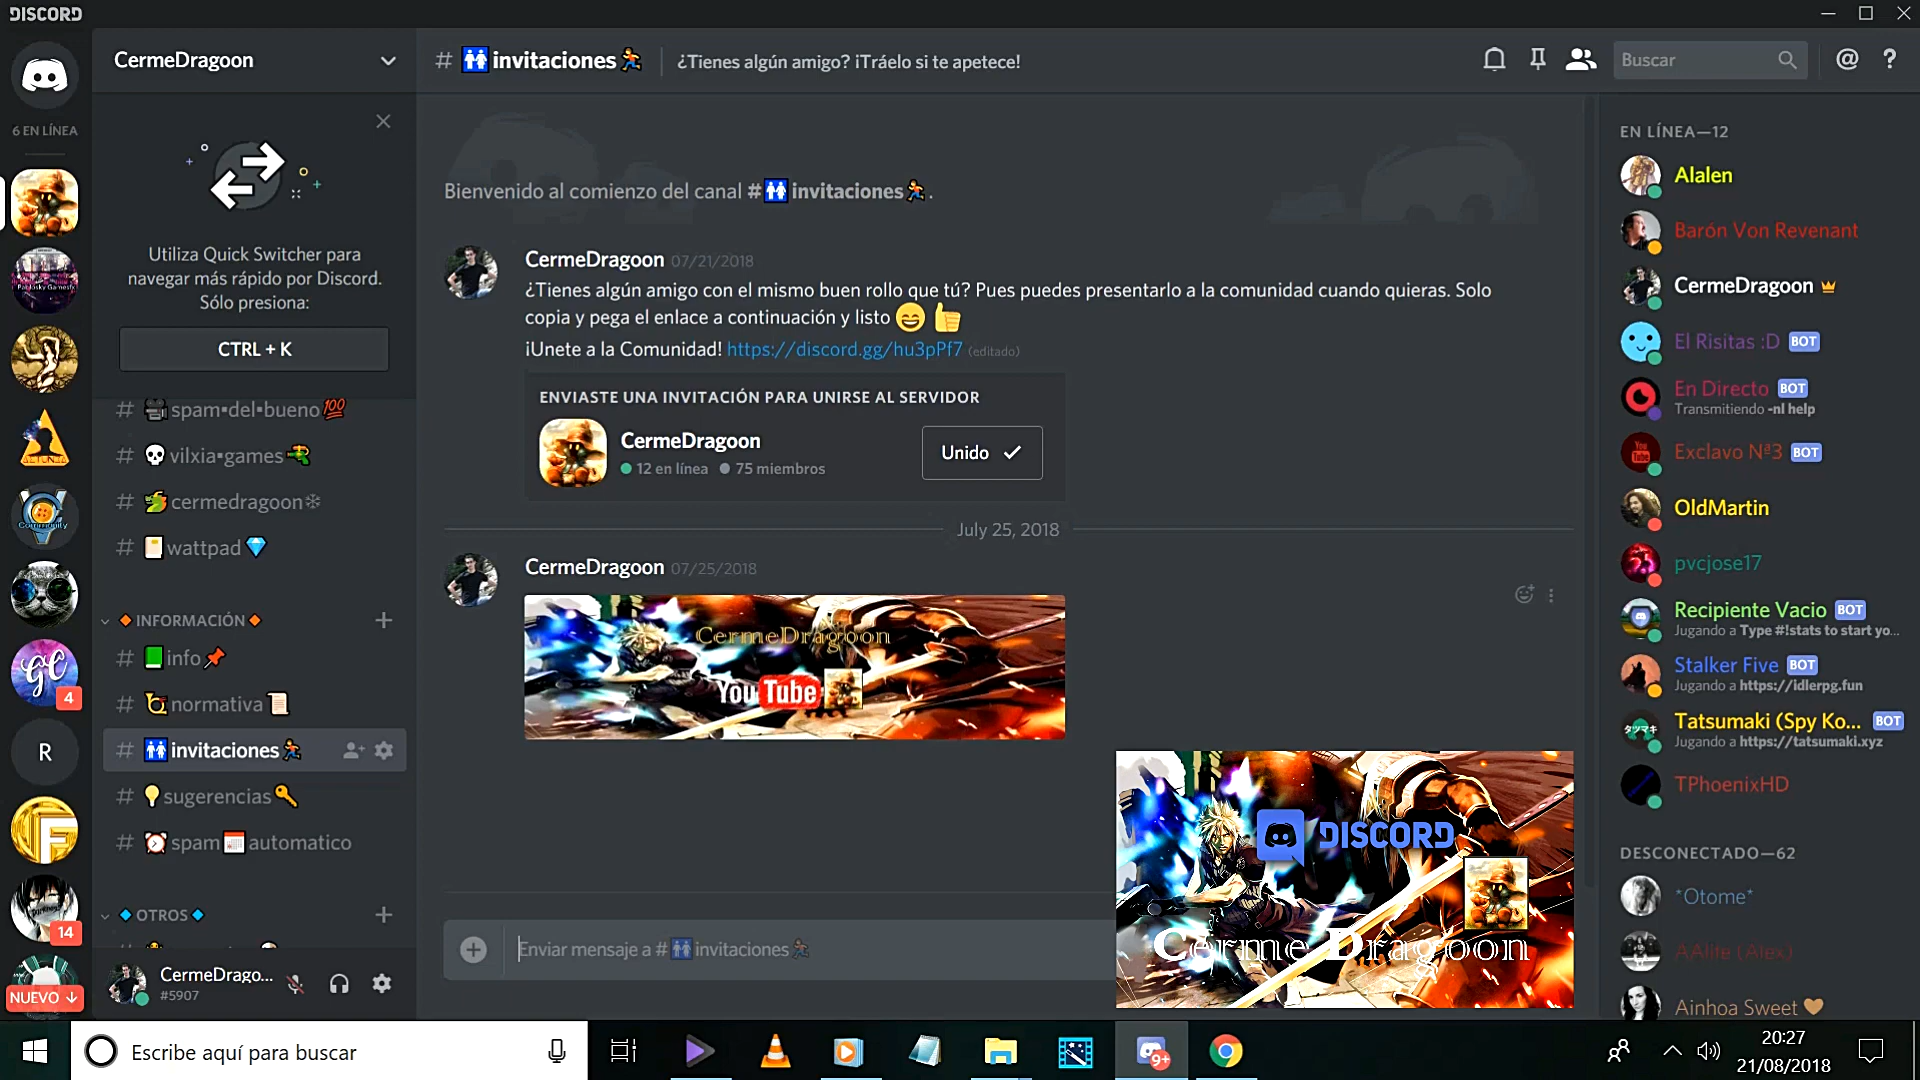 DISCORD
6 EN LÍNEA
4
R
14
NUEVO ↓
CermeDragoon
Utiliza Quick Switcher para
navegar más rápido por Discord.
Sólo presiona:
CTRL + K
# spam•del•bueno💯
# 💀vilxia•games🔫
# 🐲cermedragoon❄
# wattpad💎
🔸INFORMACIÓN🔸
# 📗info📌
# normativa📜
# 🚻invitaciones🏃
# 💡sugerencias🔑
# ⏰spam📅automatico
🔹OTROS🔹
CermeDrago...
#5907
# 🚻invitaciones🏃
¿Tienes algún amigo? ¡Tráelo si te apetece!
Buscar
@ ?
Bienvenido al comienzo del canal #🚻invitaciones🏃.
CermeDragoon 07/21/2018
¿Tienes algún amigo con el mismo buen rollo que tú? Pues puedes presentarlo a la comunidad cuando quieras. Solo
copia y pega el enlace a continuación y listo 😄 👍
¡Unete a la Comunidad! https://discord.gg/hu3pPf7 (editado)
ENVIASTE UNA INVITACIÓN PARA UNIRSE AL SERVIDOR
CermeDragoon
12 en línea 75 miembros
Unido ✓
July 25, 2018
CermeDragoon 07/25/2018
CermeDragoon
YouTube
DISCORD
Cerme Dragoon
Enviar mensaje a #🚻invitaciones🏃
EN LÍNEA—12
Alalen
Barón Von Revenant
CermeDragoon
El Risitas :D BOT
En Directo BOT
Transmitiendo -nl help
Exclavo Nª3 BOT
OldMartin
pvcjose17
Recipiente Vacio BOT
Jugando a Type #!stats to start yo...
Stalker Five BOT
Jugando a https://idlerpg.fun
Tatsumaki (Spy Ko... BOT
Jugando a https://tatsumaki.xyz
TPhoenixHD
DESCONECTADO—62
*Otome*
AAlife (Alex)
Ainhoa Sweet
Escribe aquí para buscar
9+
20:27
21/08/2018